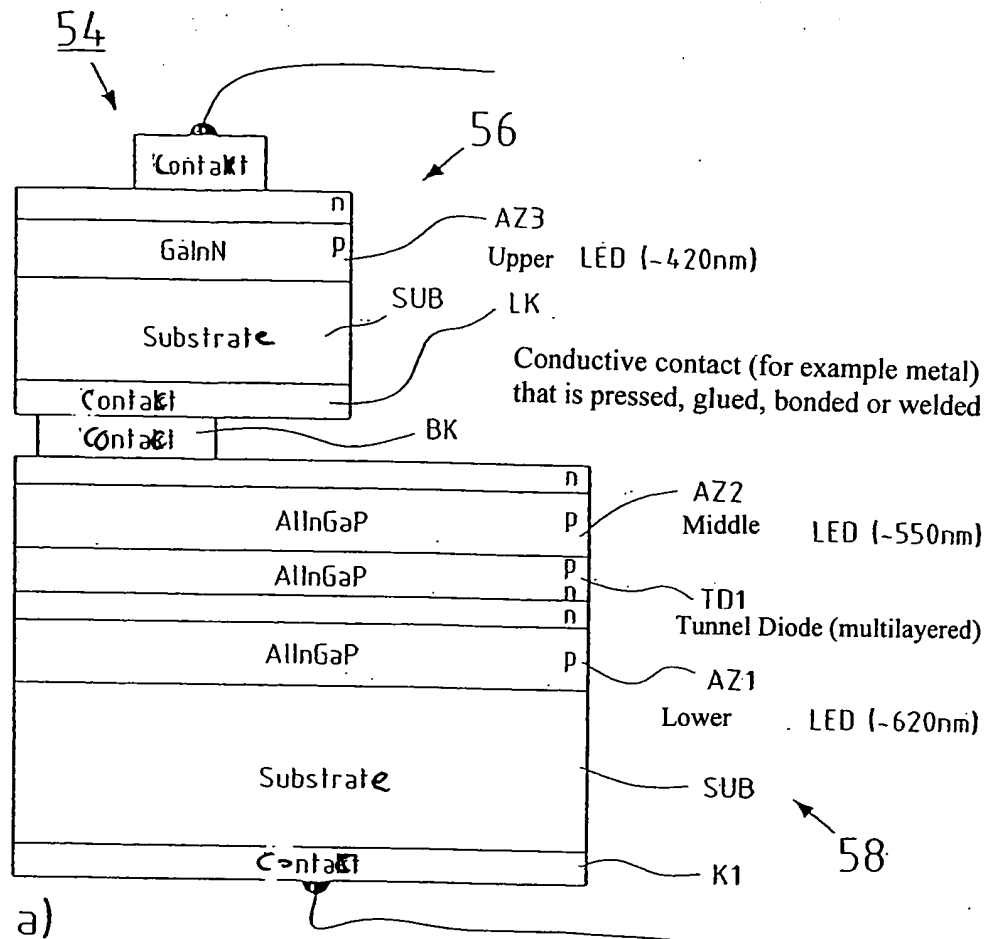 54
Contakt
56
n
AZ3
GaInN p
Upper LED (~420nm)
SUB
LK
Substrate
Conductive contact (for example metal)
that is pressed, glued, bonded or welded
Contakt
Contakt
BK
n
AZ2
AlInGaP p
Middle LED (~550nm)
AlInGaP p
n
TD1
n
Tunnel Diode (multilayered)
AlInGaP p
AZ1
Lower LED (~620nm)
Substrate
SUB
58
Contakt
K1
a)